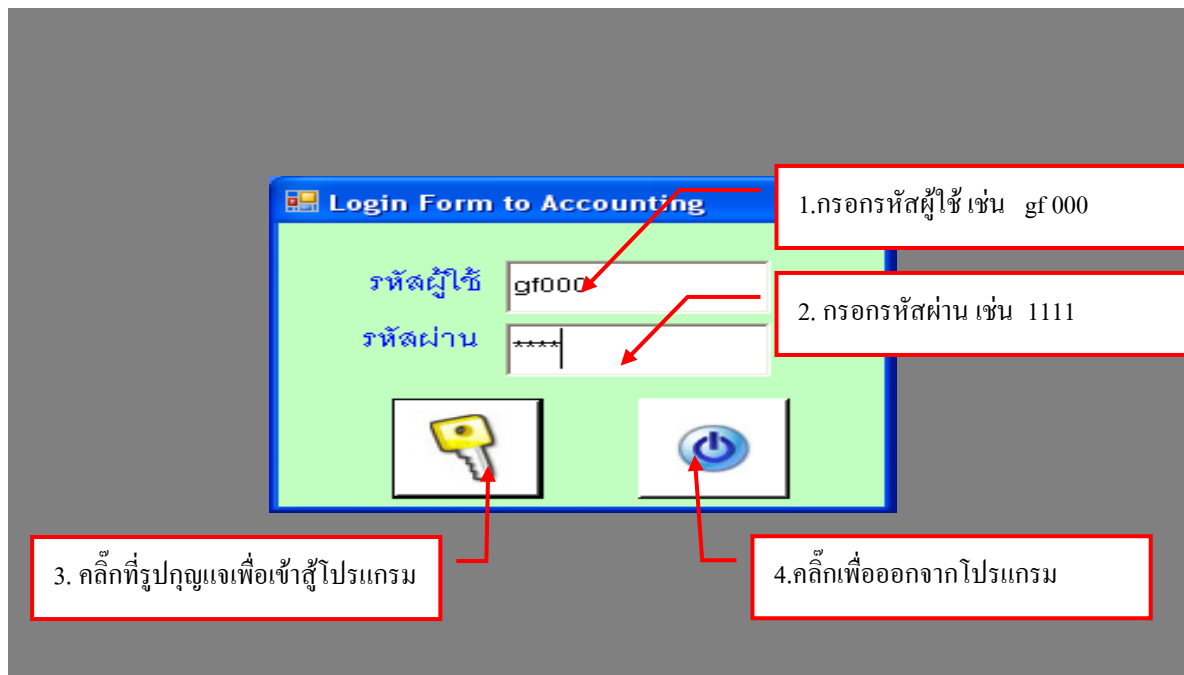 Login Form to Accounting
1.กรอกรหัสผู้ใช้ เช่น gf 000
รหัสผู้ใช้ gf000
2. กรอกรหัสผ่าน เช่น 1111
รหัสผ่าน ****
3. คลิ๊กที่รูปกุญแจเพื่อเข้าสู้โปรแกรม
4.คลิ๊กเพื่อออกจากโปรแกรม